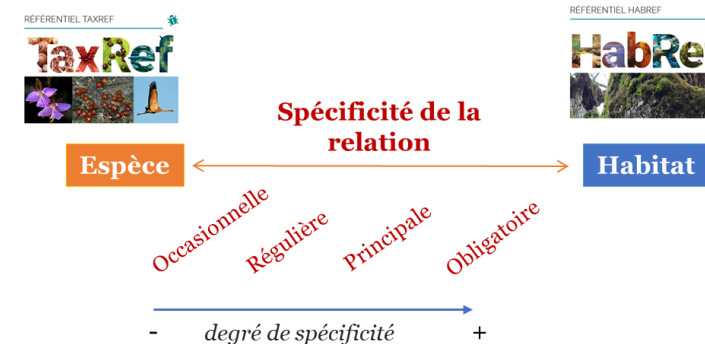 RÉFÉRENTIEL TAXREF
TaxRef
RÉFÉRENTIEL HABREF
HabRe
Spécificité de la
relation
Espèce
Habitat
Occasionnelle
Régulière
Principale
Obligatoire
- degré de spécificité +